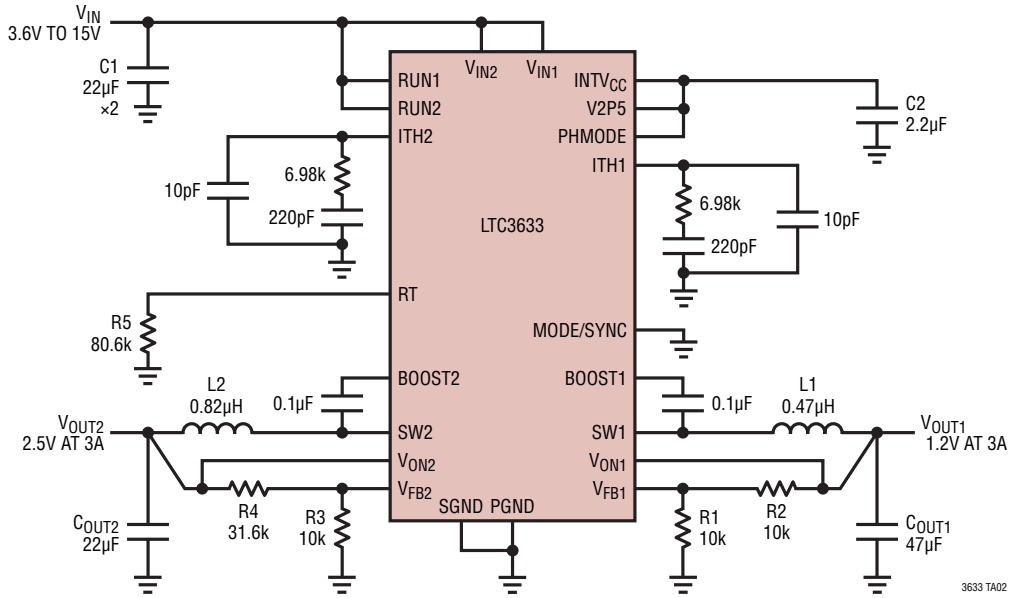 VIN
3.6V TO 15V
C1
22µF
×2
VIN2
VIN1
RUN1
RUN2
ITH2
INTVCC
V2P5
PHMODE
ITH1
C2
2.2µF
10pF
6.98k
220pF
LTC3633
6.98k
220pF
10pF
RT
R5
80.6k
MODE/SYNC
BOOST2
BOOST1
L2
0.82µH
0.1µF
0.1µF
L1
0.47µH
VOUT2
2.5V AT 3A
SW2
SW1
VOUT1
1.2V AT 3A
VON2
VON1
VFB2
VFB1
SGND PGND
COUT2
22µF
R4
31.6k
R3
10k
R1
10k
R2
10k
COUT1
47µF
3633 TA02